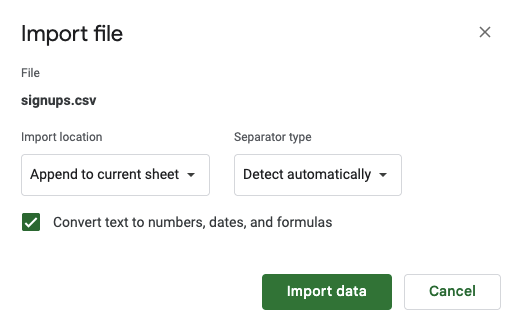 Import file
File
signups.csv
Import location
Separator type
Append to current sheet
Detect automatically
Convert text to numbers, dates, and formulas
Import data
Cancel